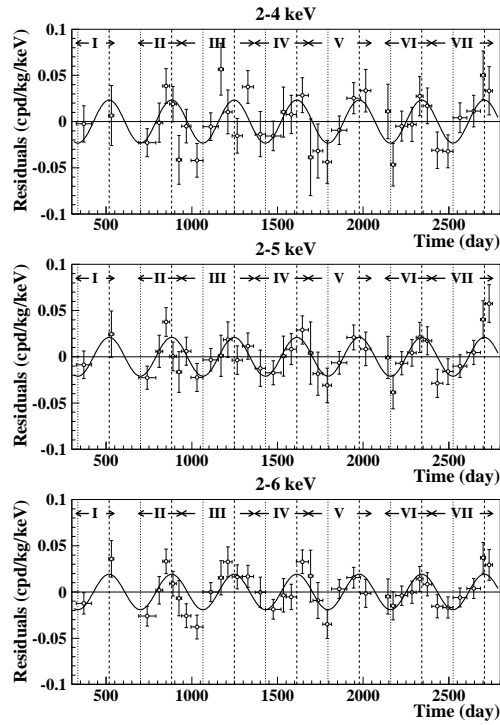 2-4 keV
Residuals (cpd/kg/keV)
0.1
0.05
0
-0.05
-0.1
I II III IV V VI VII
500 1000 1500 2000 2500
Time (day)
2-5 keV
Residuals (cpd/kg/keV)
0.1
0.05
0
-0.05
-0.1
I II III IV V VI VII
500 1000 1500 2000 2500
Time (day)
2-6 keV
Residuals (cpd/kg/keV)
0.1
0.05
0
-0.05
-0.1
I II III IV V VI VII
500 1000 1500 2000 2500
Time (day)